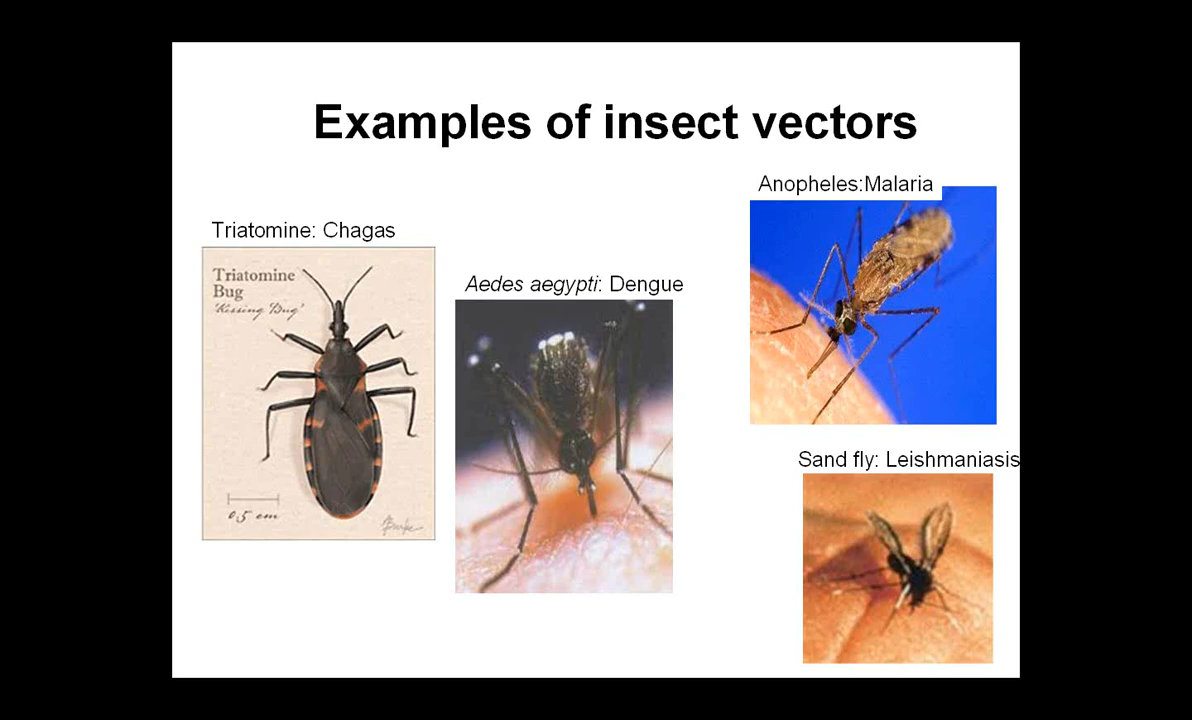 Examples of insect vectors
Anopheles:Malaria
Triatomine: Chagas
Triatomine
Bug
'Kissing Bug'
Aedes aegypti: Dengue
Sand fly: Leishmaniasis
0.5 cm